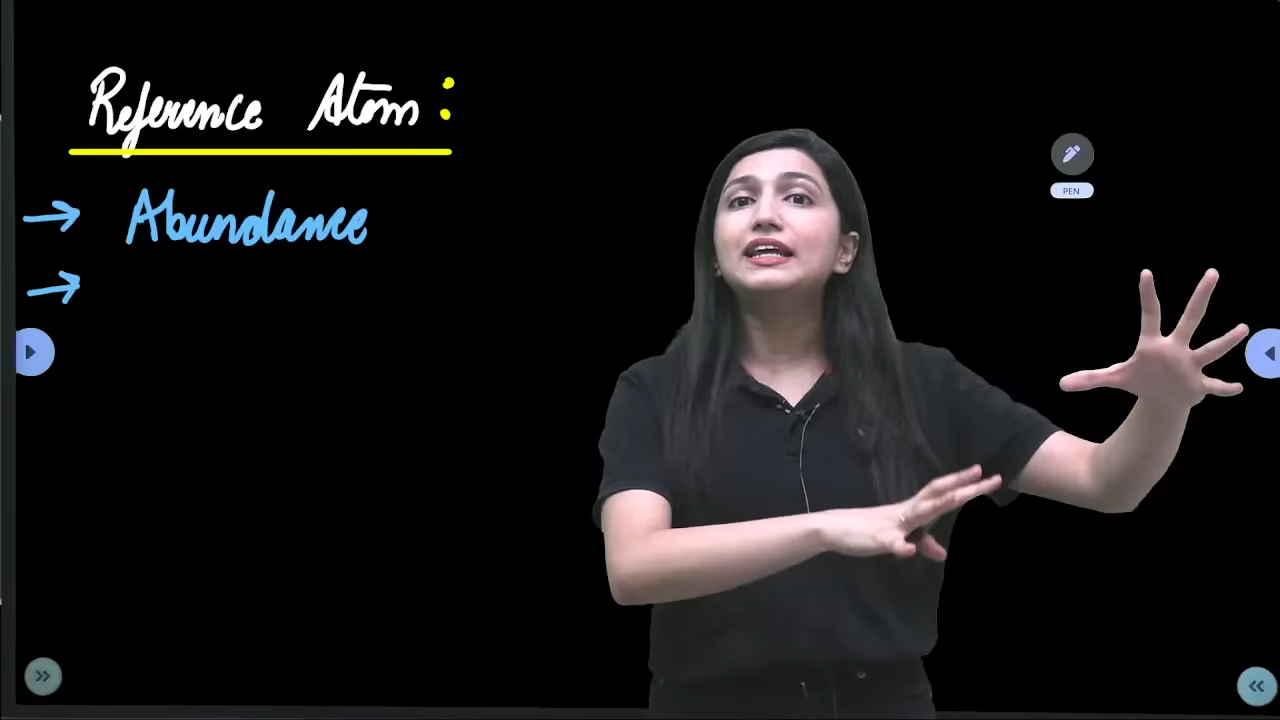 Reference Atom :
→ Abundance
→
PEN